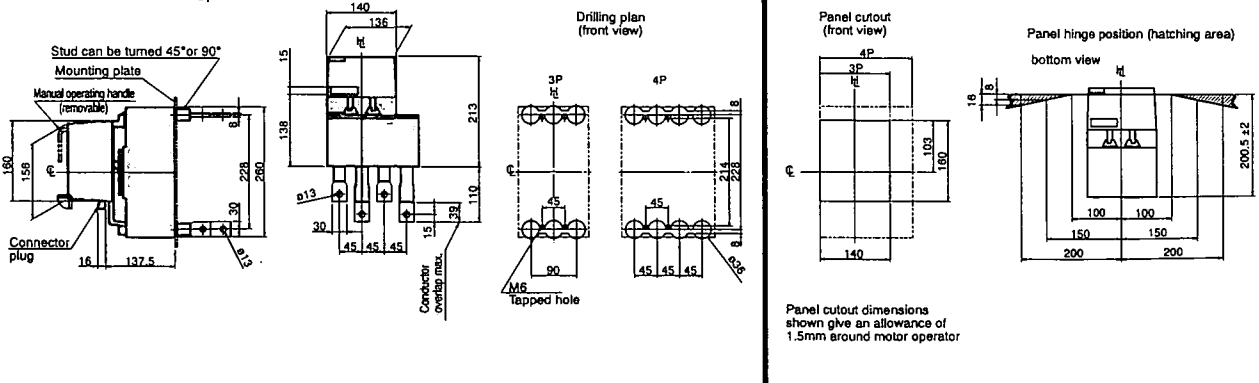 Stud can be turned 45°or 90°
Mounting plate
Manual operating handle
(removable)
160
156
℄
8
228
260
30
Connector
plug
16
137.5
ø13
140
136
℄
15
138
213
110
ø13
30
45
45
45
15
39
Conductor
overlap max.
Drilling plan
(front view)
3P
℄
4P
℄
8
214
228
45
45
8
90
45
45
45
ø36
M6
Tapped hole
Panel cutout
(front view)
4P
3P
℄
℄
103
160
140
Panel cutout dimensions
shown give an allowance of
1.5mm around motor operator
Panel hinge position (hatching area)
bottom view
℄
8
16
200.5 ±2
100
100
150
150
200
200